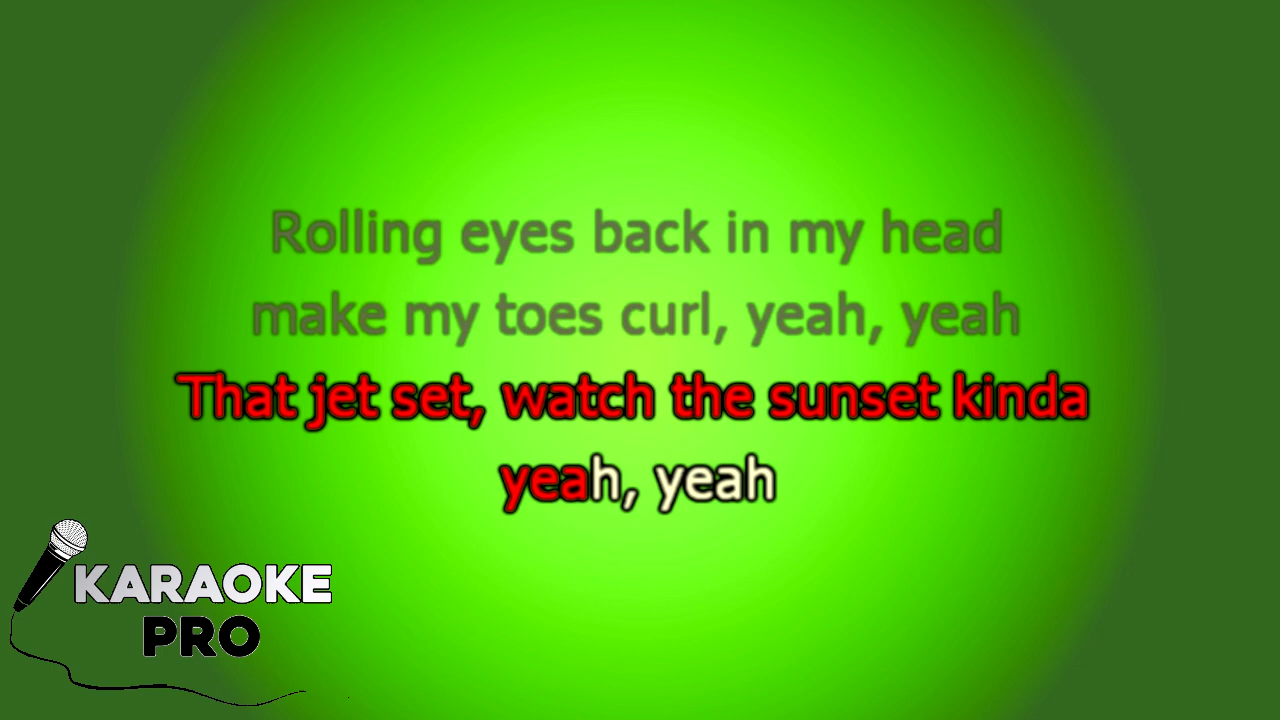 Rolling eyes back in my head
make my toes curl, yeah, yeah
That jet set, watch the sunset kinda
yeah, yeah
KARAOKE
PRO